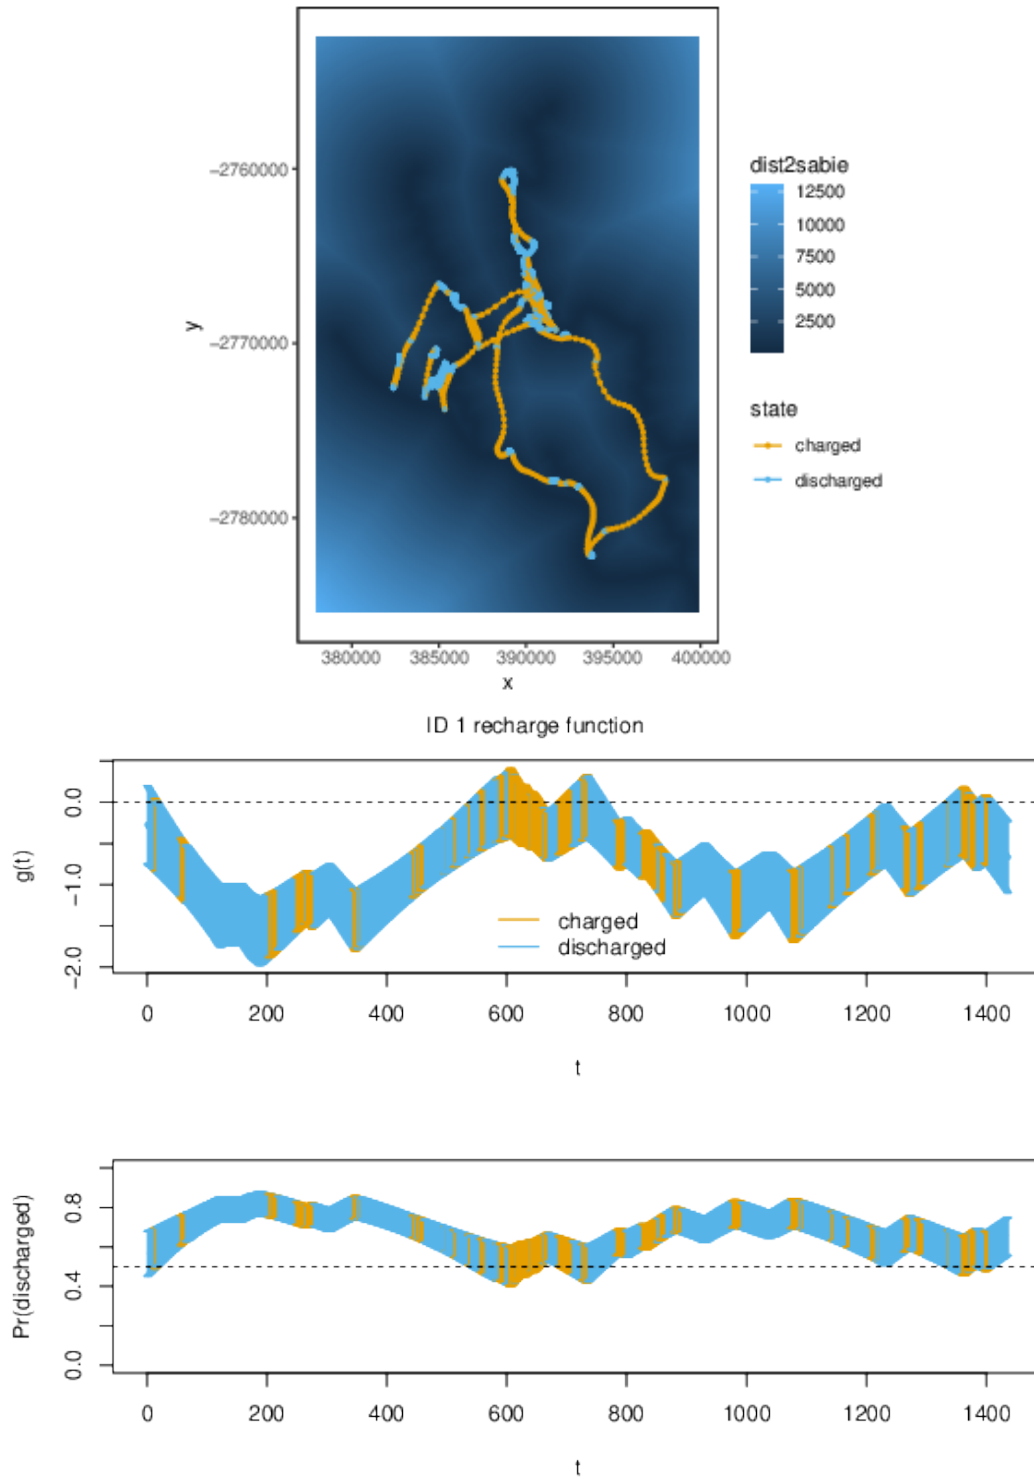 dist2sabie
12500
10000
7500
5000
2500
state
charged
discharged
y
−2760000
−2770000
−2780000
380000 385000 390000 395000 400000
x
ID 1 recharge function
g(t)
0.0
-1.0
-2.0
charged
discharged
0 200 400 600 800 1000 1200 1400
t
Pr(discharged)
0.8
0.4
0.0
0 200 400 600 800 1000 1200 1400
t